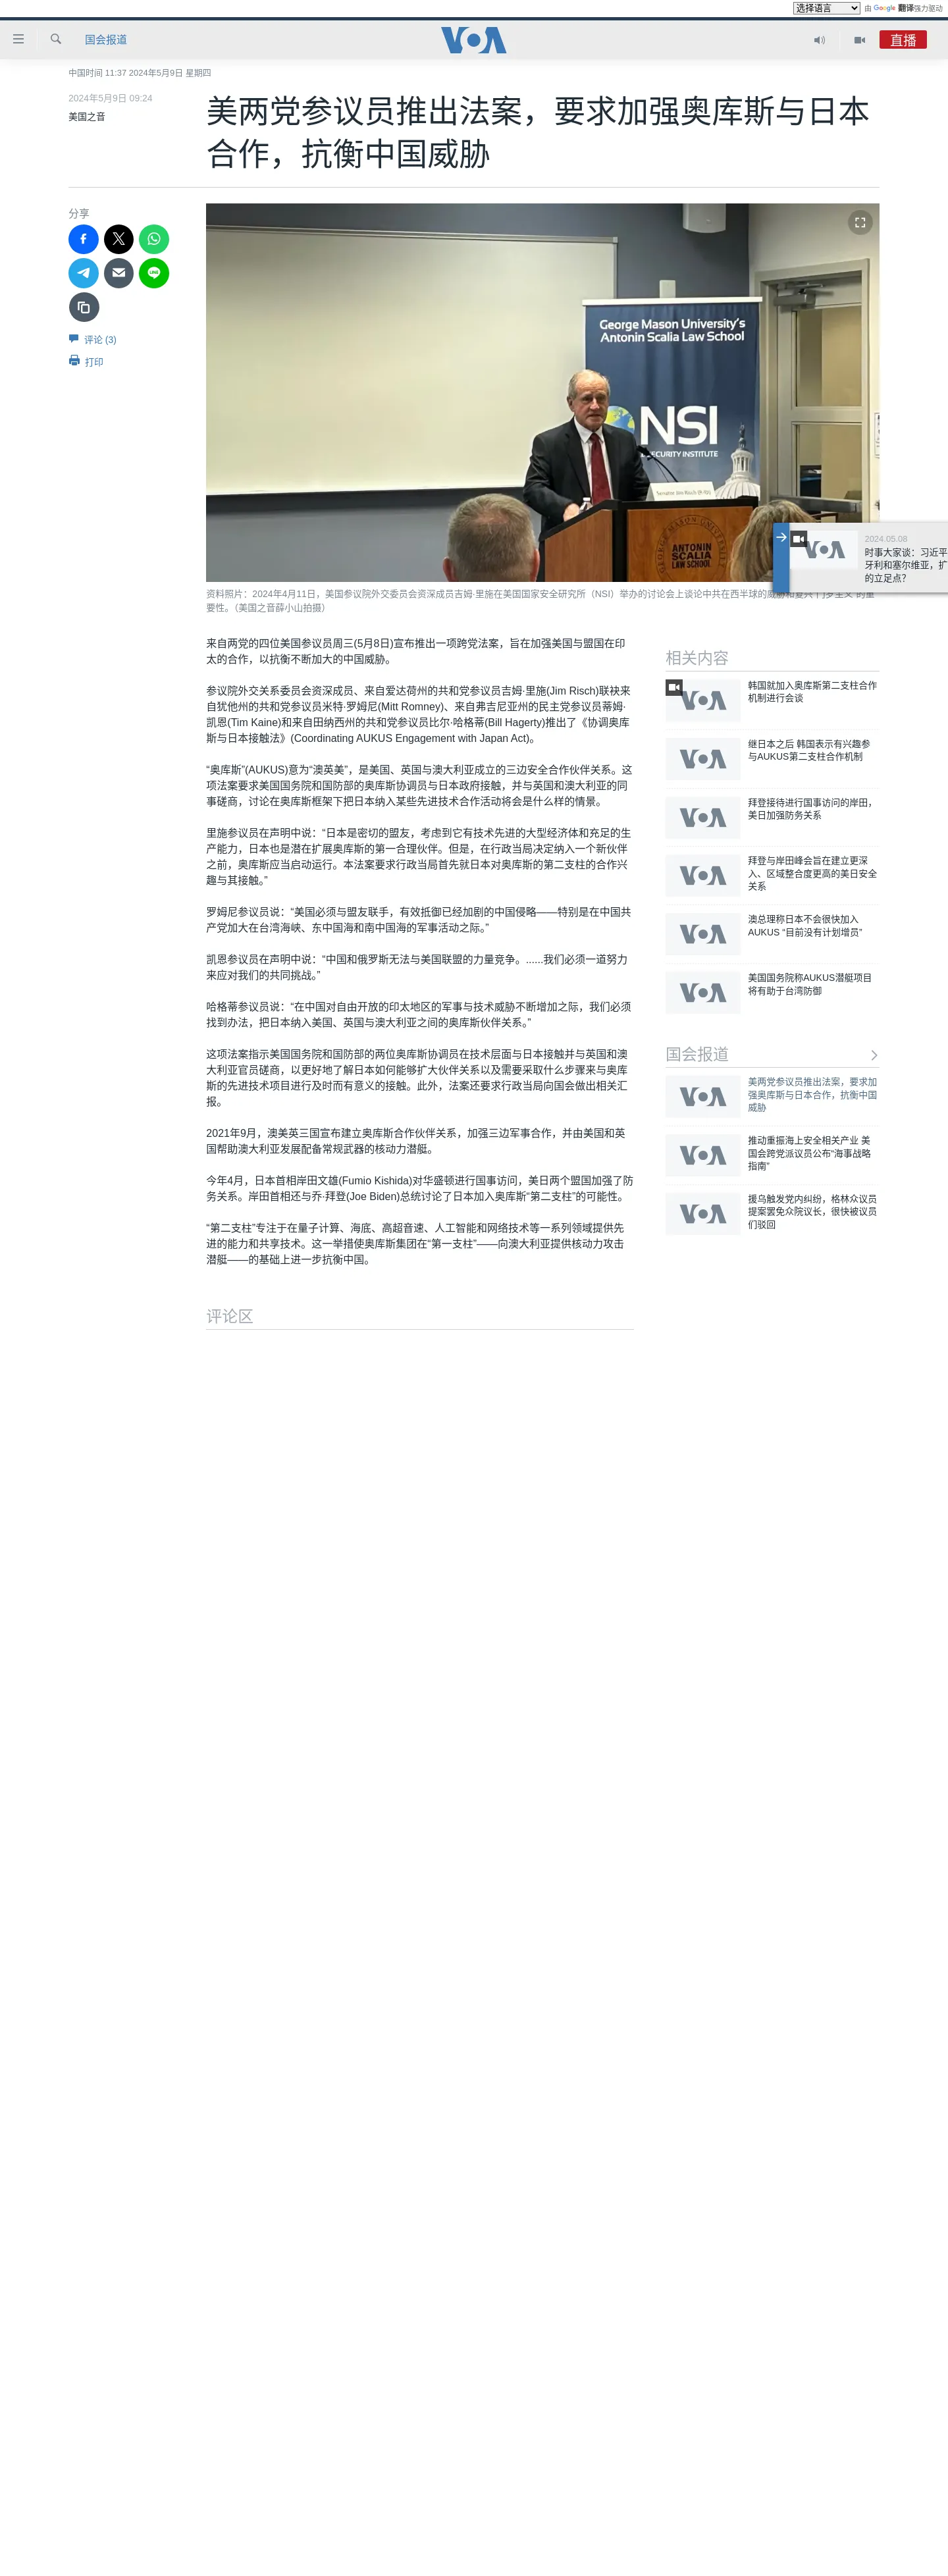 选择语言 由 Google 翻译强力驱动
国会报道
VOA
直播
中国时间 11:37 2024年5月9日 星期四
2024年5月9日 09:24
美国之音
美两党参议员推出法案，要求加强奥库斯与日本
合作，抗衡中国威胁
分享
评论 (3)
打印
George Mason University's
Antonin Scalia Law School
NSI
SECURITY INSTITUTE
ANTONIN
SCALIA
LAW SCHOOL
2024.05.08
时事大家谈：习近平
牙利和塞尔维亚，扩
的立足点？
资料照片：2024年4月11日，美国参议院外交委员会资深成员吉姆·里施在美国国家安全研究所（NSI）举办的讨论会上谈论中共在西半球的威胁和复兴“门罗主义”的重
要性。（美国之音薛小山拍摄）
来自两党的四位美国参议员周三(5月8日)宣布推出一项跨党法案，旨在加强美国与盟国在印
太的合作，以抗衡不断加大的中国威胁。
参议院外交关系委员会资深成员、来自爱达荷州的共和党参议员吉姆·里施(Jim Risch)联袂来
自犹他州的共和党参议员米特·罗姆尼(Mitt Romney)、来自弗吉尼亚州的民主党参议员蒂姆·
凯恩(Tim Kaine)和来自田纳西州的共和党参议员比尔·哈格蒂(Bill Hagerty)推出了《协调奥库
斯与日本接触法》(Coordinating AUKUS Engagement with Japan Act)。
“奥库斯”(AUKUS)意为“澳英美”，是美国、英国与澳大利亚成立的三边安全合作伙伴关系。这
项法案要求美国国务院和国防部的奥库斯协调员与日本政府接触，并与英国和澳大利亚的同
事磋商，讨论在奥库斯框架下把日本纳入某些先进技术合作活动将会是什么样的情景。
里施参议员在声明中说：“日本是密切的盟友，考虑到它有技术先进的大型经济体和充足的生
产能力，日本也是潜在扩展奥库斯的第一合理伙伴。但是，在行政当局决定纳入一个新伙伴
之前，奥库斯应当启动运行。本法案要求行政当局首先就日本对奥库斯的第二支柱的合作兴
趣与其接触。”
罗姆尼参议员说：“美国必须与盟友联手，有效抵御已经加剧的中国侵略——特别是在中国共
产党加大在台湾海峡、东中国海和南中国海的军事活动之际。”
凯恩参议员在声明中说：“中国和俄罗斯无法与美国联盟的力量竞争。......我们必须一道努力
来应对我们的共同挑战。”
哈格蒂参议员说：“在中国对自由开放的印太地区的军事与技术威胁不断增加之际，我们必须
找到办法，把日本纳入美国、英国与澳大利亚之间的奥库斯伙伴关系。”
这项法案指示美国国务院和国防部的两位奥库斯协调员在技术层面与日本接触并与英国和澳
大利亚官员磋商，以更好地了解日本如何能够扩大伙伴关系以及需要采取什么步骤来与奥库
斯的先进技术项目进行及时而有意义的接触。此外，法案还要求行政当局向国会做出相关汇
报。
2021年9月，澳美英三国宣布建立奥库斯合作伙伴关系，加强三边军事合作，并由美国和英
国帮助澳大利亚发展配备常规武器的核动力潜艇。
今年4月，日本首相岸田文雄(Fumio Kishida)对华盛顿进行国事访问，美日两个盟国加强了防
务关系。岸田首相还与乔·拜登(Joe Biden)总统讨论了日本加入奥库斯“第二支柱”的可能性。
“第二支柱”专注于在量子计算、海底、高超音速、人工智能和网络技术等一系列领域提供先
进的能力和共享技术。这一举措使奥库斯集团在“第一支柱”——向澳大利亚提供核动力攻击
潜艇——的基础上进一步抗衡中国。
评论区
相关内容
韩国就加入奥库斯第二支柱合作
机制进行会谈
继日本之后 韩国表示有兴趣参
与AUKUS第二支柱合作机制
拜登接待进行国事访问的岸田，
美日加强防务关系
拜登与岸田峰会旨在建立更深
入、区域整合度更高的美日安全
关系
澳总理称日本不会很快加入
AUKUS “目前没有计划增员”
美国国务院称AUKUS潜艇项目
将有助于台湾防御
国会报道
美两党参议员推出法案，要求加
强奥库斯与日本合作，抗衡中国
威胁
推动重振海上安全相关产业 美
国会跨党派议员公布“海事战略
指南”
援乌触发党内纠纷，格林众议员
提案罢免众院议长，很快被议员
们驳回